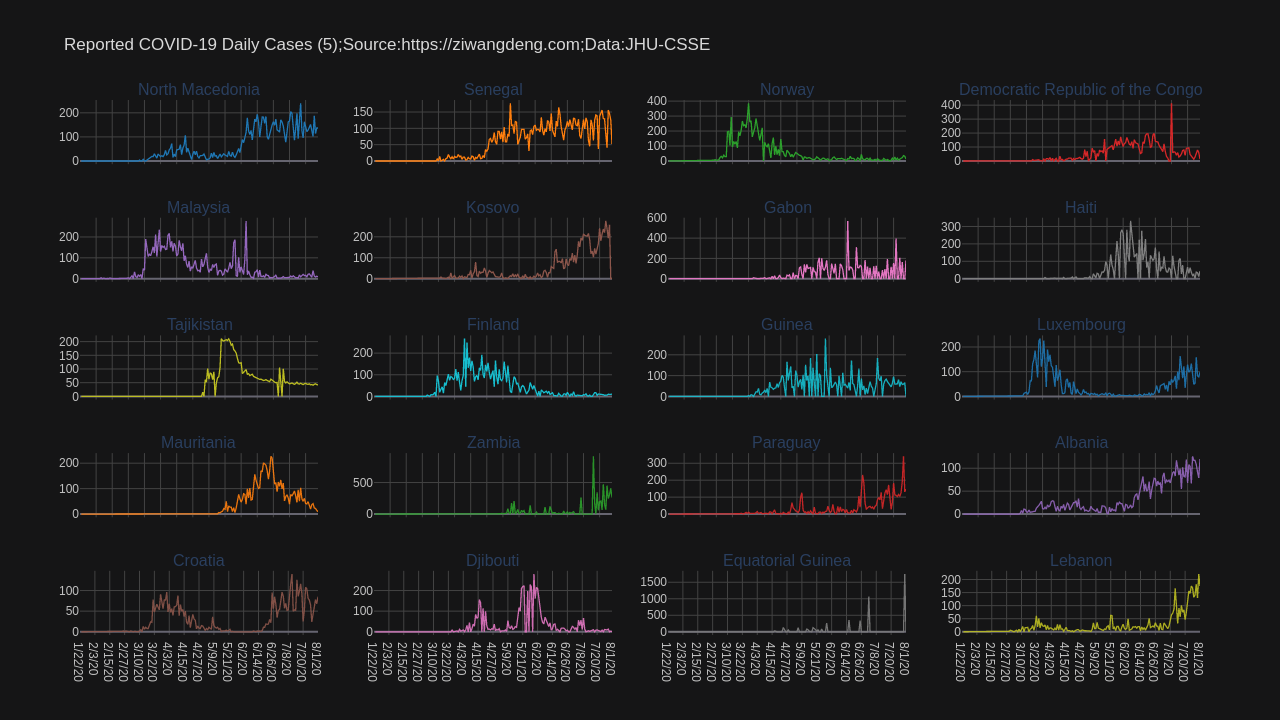 Reported COVID-19 Daily Cases (5);Source:https://ziwangdeng.com;Data:JHU-CSSE
North Macedonia
Senegal
Norway
Democratic Republic of the Congo
200
100
0
150
100
50
0
400
300
200
100
0
400
300
200
100
0
Malaysia
Kosovo
Gabon
Haiti
200
100
0
200
100
0
600
400
200
0
300
200
100
0
Tajikistan
Finland
Guinea
Luxembourg
200
150
100
50
0
200
100
0
200
100
0
200
100
0
Mauritania
Zambia
Paraguay
Albania
200
100
0
500
0
300
200
100
0
100
50
0
Croatia
Djibouti
Equatorial Guinea
Lebanon
100
50
0
200
100
0
1500
1000
500
0
200
150
100
50
0
1/22/20 2/3/20 2/15/20 2/27/20 3/10/20 3/22/20 4/3/20 4/15/20 4/27/20 5/9/20 5/21/20 6/2/20 6/14/20 6/26/20 7/8/20 7/20/20 8/1/20
1/22/20 2/3/20 2/15/20 2/27/20 3/10/20 3/22/20 4/3/20 4/15/20 4/27/20 5/9/20 5/21/20 6/2/20 6/14/20 6/26/20 7/8/20 7/20/20 8/1/20
1/22/20 2/3/20 2/15/20 2/27/20 3/10/20 3/22/20 4/3/20 4/15/20 4/27/20 5/9/20 5/21/20 6/2/20 6/14/20 6/26/20 7/8/20 7/20/20 8/1/20
1/22/20 2/3/20 2/15/20 2/27/20 3/10/20 3/22/20 4/3/20 4/15/20 4/27/20 5/9/20 5/21/20 6/2/20 6/14/20 6/26/20 7/8/20 7/20/20 8/1/20